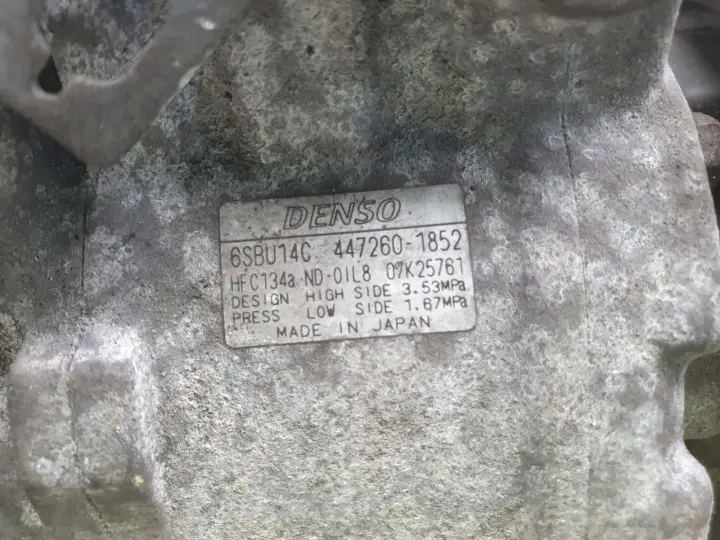 DENSO
6SBU14C 447260-1852
HFC134a ND-OIL8 07K25761
DESIGN HIGH SIDE 3.53MPa
PRESS LOW SIDE 1.67MPa
MADE IN JAPAN